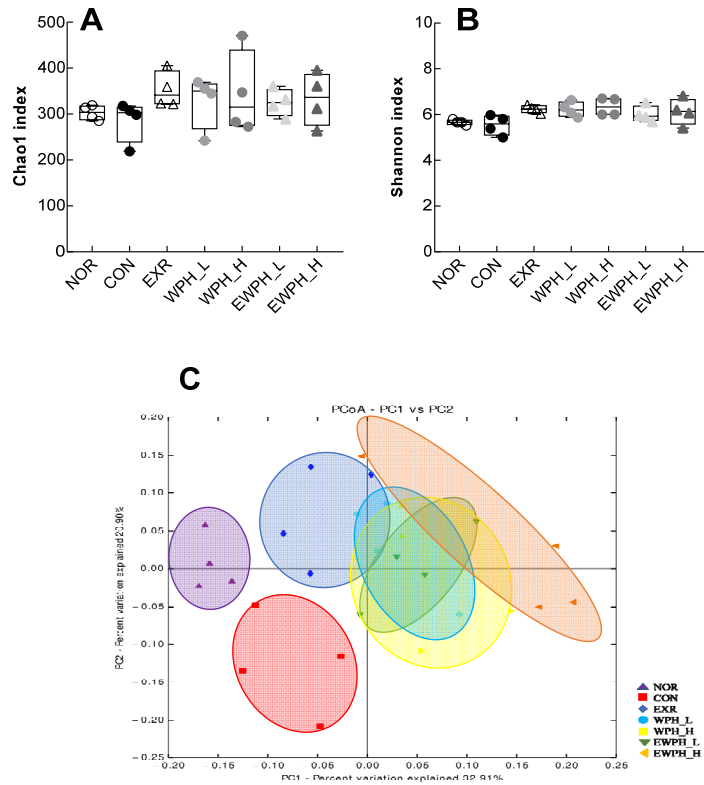 A
Chao1 index
500
400
300
200
100
0
NOR
CON
EXR
WPH_L
WPH_H
EWPH_L
EWPH_H
B
Shannon index
10
8
6
4
2
0
NOR
CON
EXR
WPH_L
WPH_H
EWPH_L
EWPH_H
C
PCoA - PC1 vs PC2
PC2 - Percent variation explained 20.90%
0.20
0.15
0.10
0.05
0.00
-0.05
-0.10
-0.15
-0.20
-0.25
-0.20
-0.15
-0.10
-0.05
0.00
0.05
0.10
0.15
0.20
0.25
PC1 - Percent variation explained 32.91%
NOR
CON
EXR
WPH_L
WPH_H
EWPH_L
EWPH_H